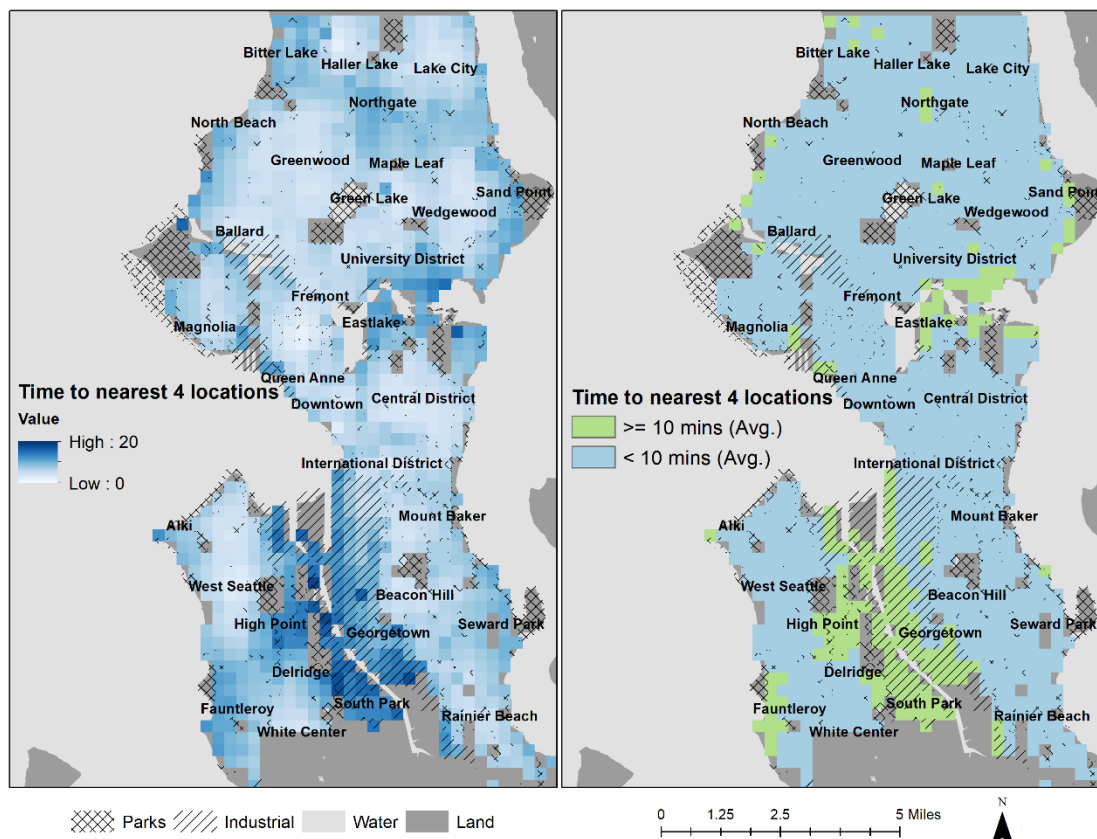 Bitter Lake
Haller Lake
Lake City
Northgate
North Beach
Greenwood
Maple Leaf
Sand Point
Green Lake
Wedgewood
Ballard
University District
Fremont
Magnolia
Eastlake
Time to nearest 4 locations
Value
High : 20
Low : 0
Queen Anne
Downtown
Central District
International District
Mount Baker
Alki
West Seattle
Beacon Hill
High Point
Georgetown
Seward Park
Delridge
South Park
Fauntleroy
Rainier Beach
White Center
Bitter Lake
Haller Lake
Lake City
Northgate
North Beach
Greenwood
Maple Leaf
Sand Point
Green Lake
Wedgewood
Ballard
University District
Fremont
Magnolia
Eastlake
Queen Anne
Time to nearest 4 locations
Downtown
Central District
>= 10 mins (Avg.)
< 10 mins (Avg.)
International District
Mount Baker
Alki
West Seattle
Beacon Hill
High Point
Georgetown
Seward Park
Delridge
South Park
Fauntleroy
Rainier Beach
White Center
Parks Industrial Water Land
0 1.25 2.5 5 Miles
N